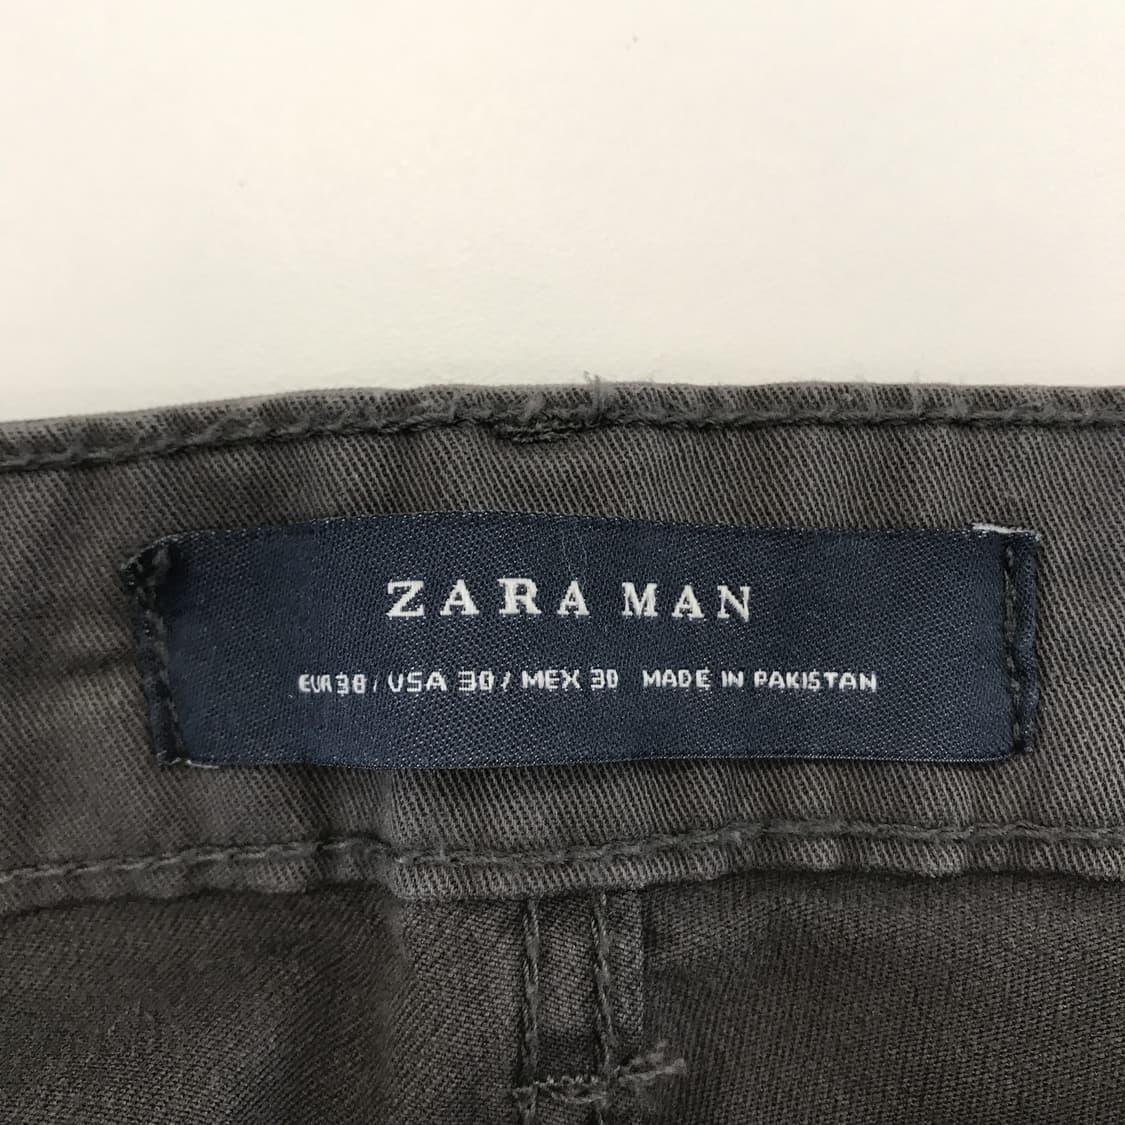 ZARA MAN
EUR 38 / USA 30 / MEX 30 MADE IN PAKISTAN